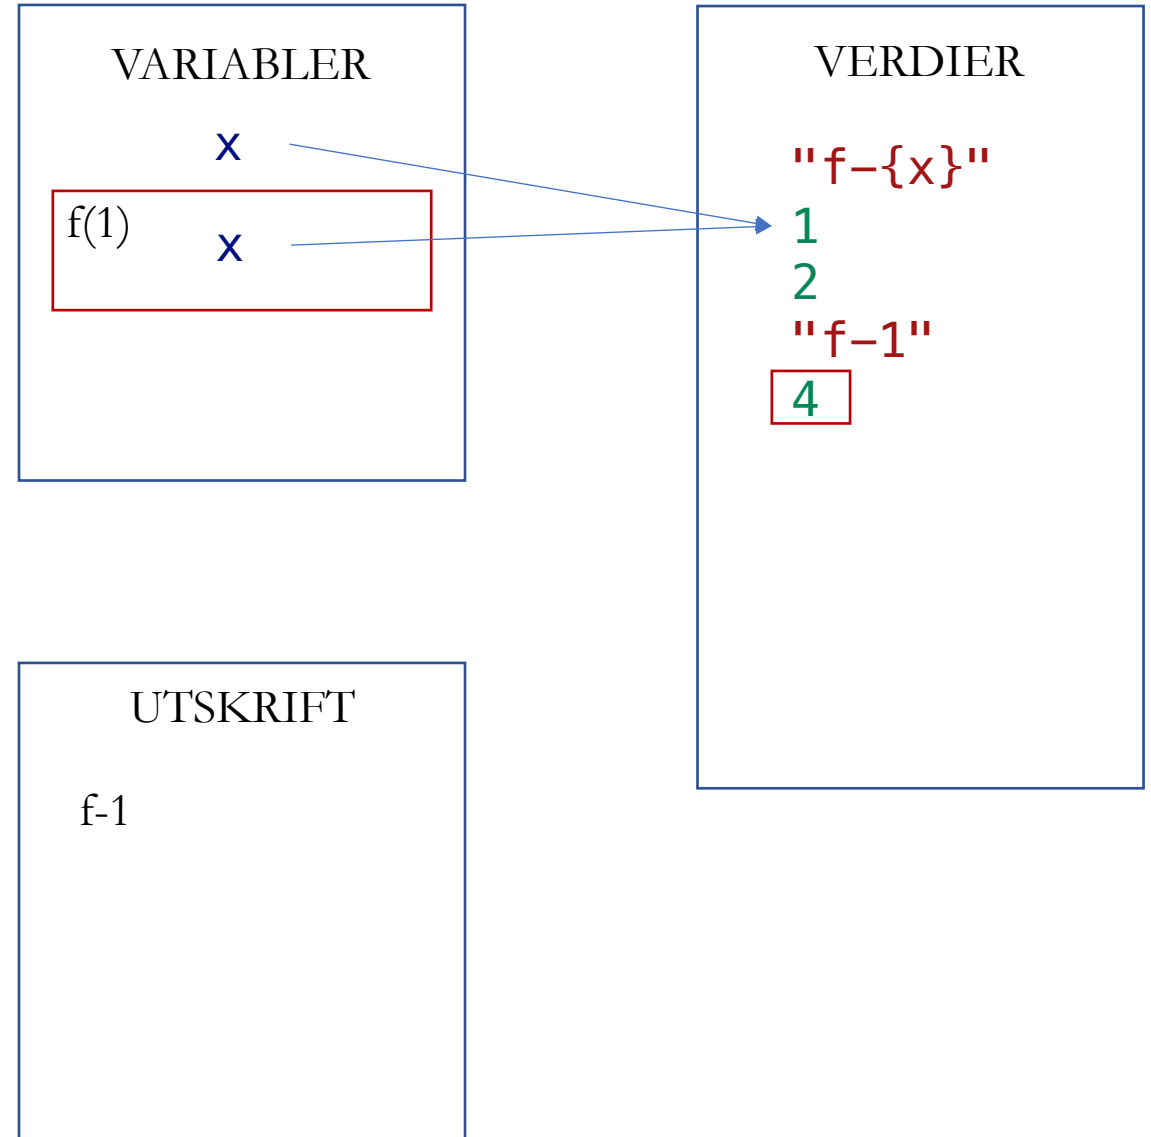 VARIABLER
x
f(1)
x
VERDIER
"f–{x}"
1
2
"f–1"
4
UTSKRIFT
f-1